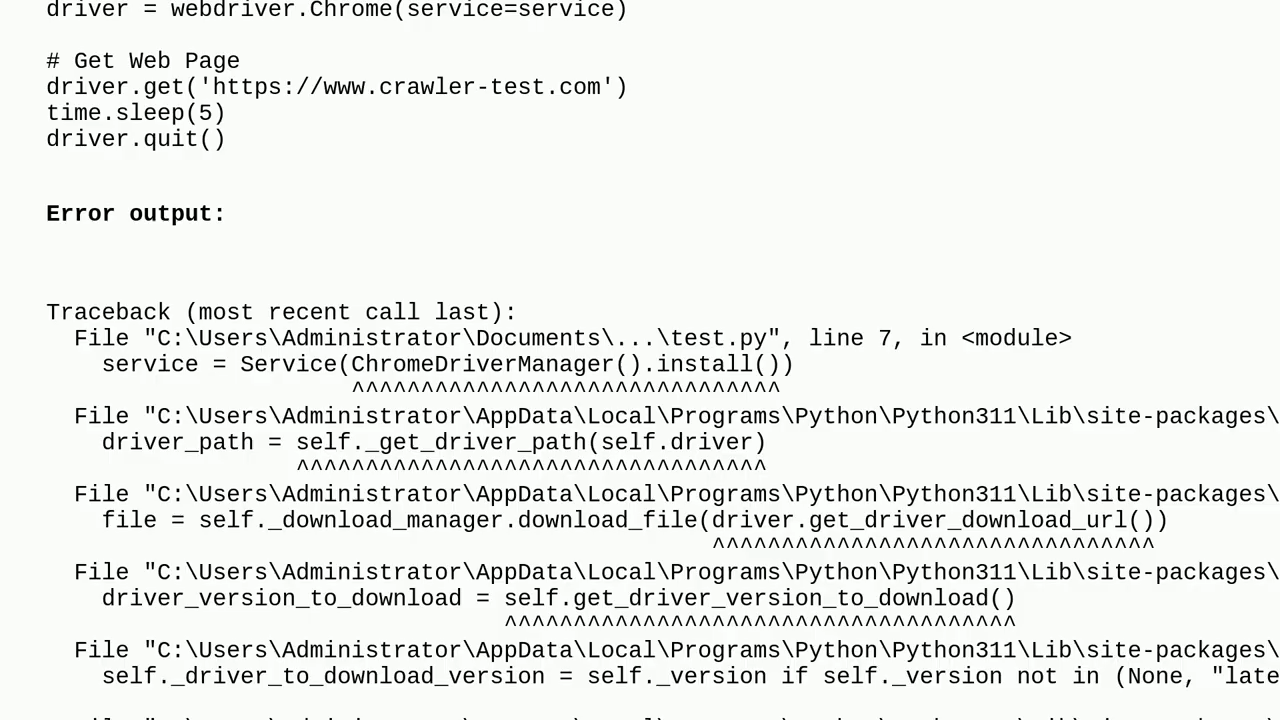 driver = webdriver.Chrome(service=service)
# Get Web Page
driver.get('https://www.crawler-test.com')
time.sleep(5)
driver.quit()
Error output:
Traceback (most recent call last):
  File "C:\Users\Administrator\Documents\...\test.py", line 7, in <module>
    service = Service(ChromeDriverManager().install())
                      ^^^^^^^^^^^^^^^^^^^^^^^^^^^^^^^
  File "C:\Users\Administrator\AppData\Local\Programs\Python\Python311\Lib\site-packages\
    driver_path = self._get_driver_path(self.driver)
                  ^^^^^^^^^^^^^^^^^^^^^^^^^^^^^^^^^^
  File "C:\Users\Administrator\AppData\Local\Programs\Python\Python311\Lib\site-packages\
    file = self._download_manager.download_file(driver.get_driver_download_url())
                                                ^^^^^^^^^^^^^^^^^^^^^^^^^^^^^^^^
  File "C:\Users\Administrator\AppData\Local\Programs\Python\Python311\Lib\site-packages\
    driver_version_to_download = self.get_driver_version_to_download()
                                 ^^^^^^^^^^^^^^^^^^^^^^^^^^^^^^^^^^^^^
  File "C:\Users\Administrator\AppData\Local\Programs\Python\Python311\Lib\site-packages\
    self._driver_to_download_version = self._version if self._version not in (None, "late